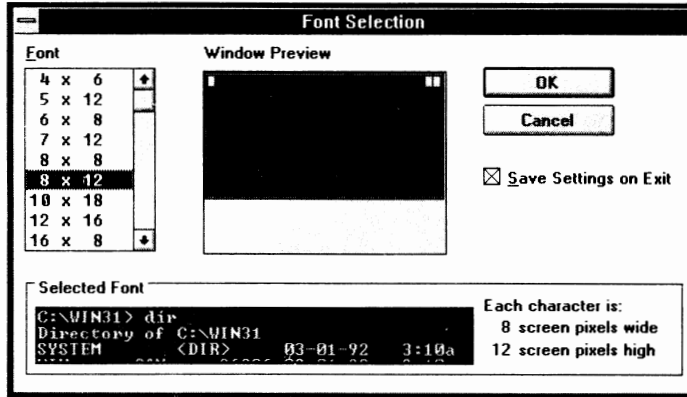 Font Selection
Font
4 x 6
5 x 12
6 x 8
7 x 12
8 x 8
8 x 12
10 x 18
12 x 16
16 x 8
Window Preview
OK
Cancel
Save Settings on Exit
Selected Font
C:\WIN31> dir
Directory of C:\WIN31
SYSTEM <DIR> 03-01-92 3:10a
Each character is:
8 screen pixels wide
12 screen pixels high